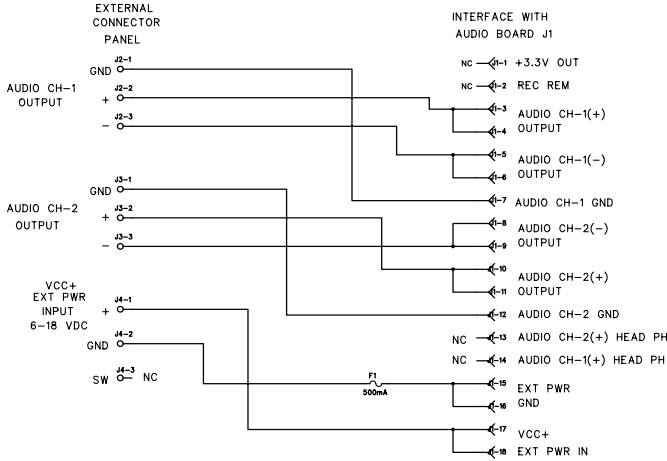 EXTERNAL
CONNECTOR
PANEL
INTERFACE WITH
AUDIO BOARD J1
AUDIO CH-1
OUTPUT
GND J2-1
+ J2-2
- J2-3
AUDIO CH-2
OUTPUT
GND J3-1
+ J3-2
- J3-3
VCC+
EXT PWR
INPUT
6-18 VDC
+ J4-1
GND J4-2
SW J4-3 NC
F1
500mA
NC J1-1 +3.3V OUT
NC J1-2 REC REM
J1-3
J1-4
AUDIO CH-1(+)
OUTPUT
J1-5
J1-6
AUDIO CH-1(-)
OUTPUT
J1-7 AUDIO CH-1 GND
J1-8
J1-9
AUDIO CH-2(-)
OUTPUT
J1-10
J1-11
AUDIO CH-2(+)
OUTPUT
J1-12 AUDIO CH-2 GND
NC J1-13 AUDIO CH-2(+) HEAD PH
NC J1-14 AUDIO CH-1(+) HEAD PH
J1-15
J1-16
EXT PWR
GND
J1-17
J1-18
VCC+
EXT PWR IN